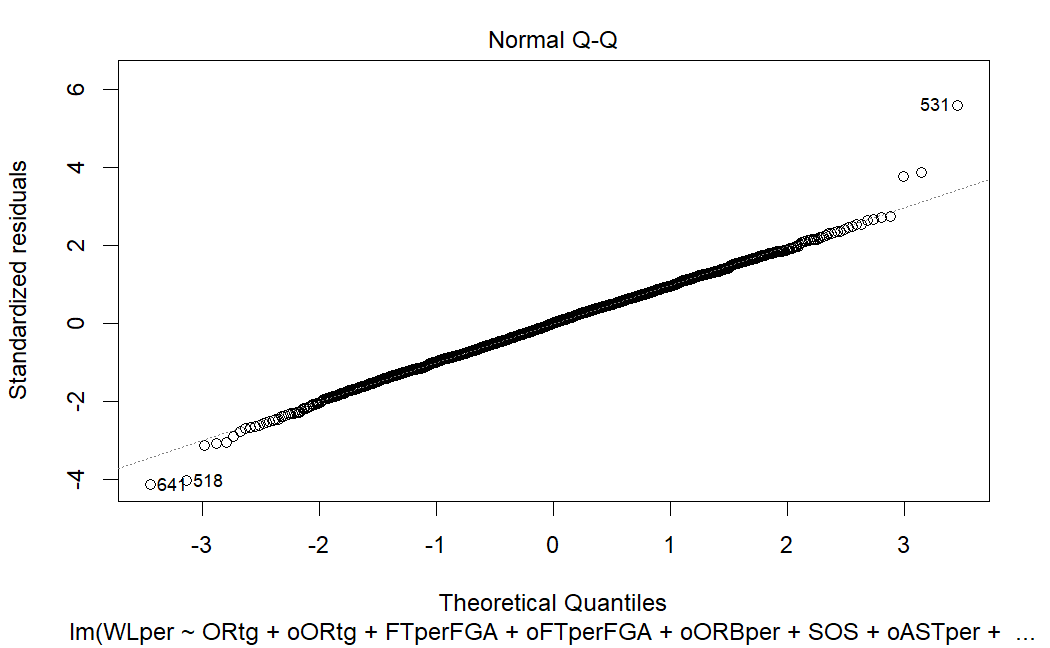 Normal Q-Q
Standardized residuals
6
4
2
0
-2
-4
531
641
518
-3 -2 -1 0 1 2 3
Theoretical Quantiles
lm(WLper ~ ORtg + oORtg + FTperFGA + oFTperFGA + oORBper + SOS + oASTper + ...